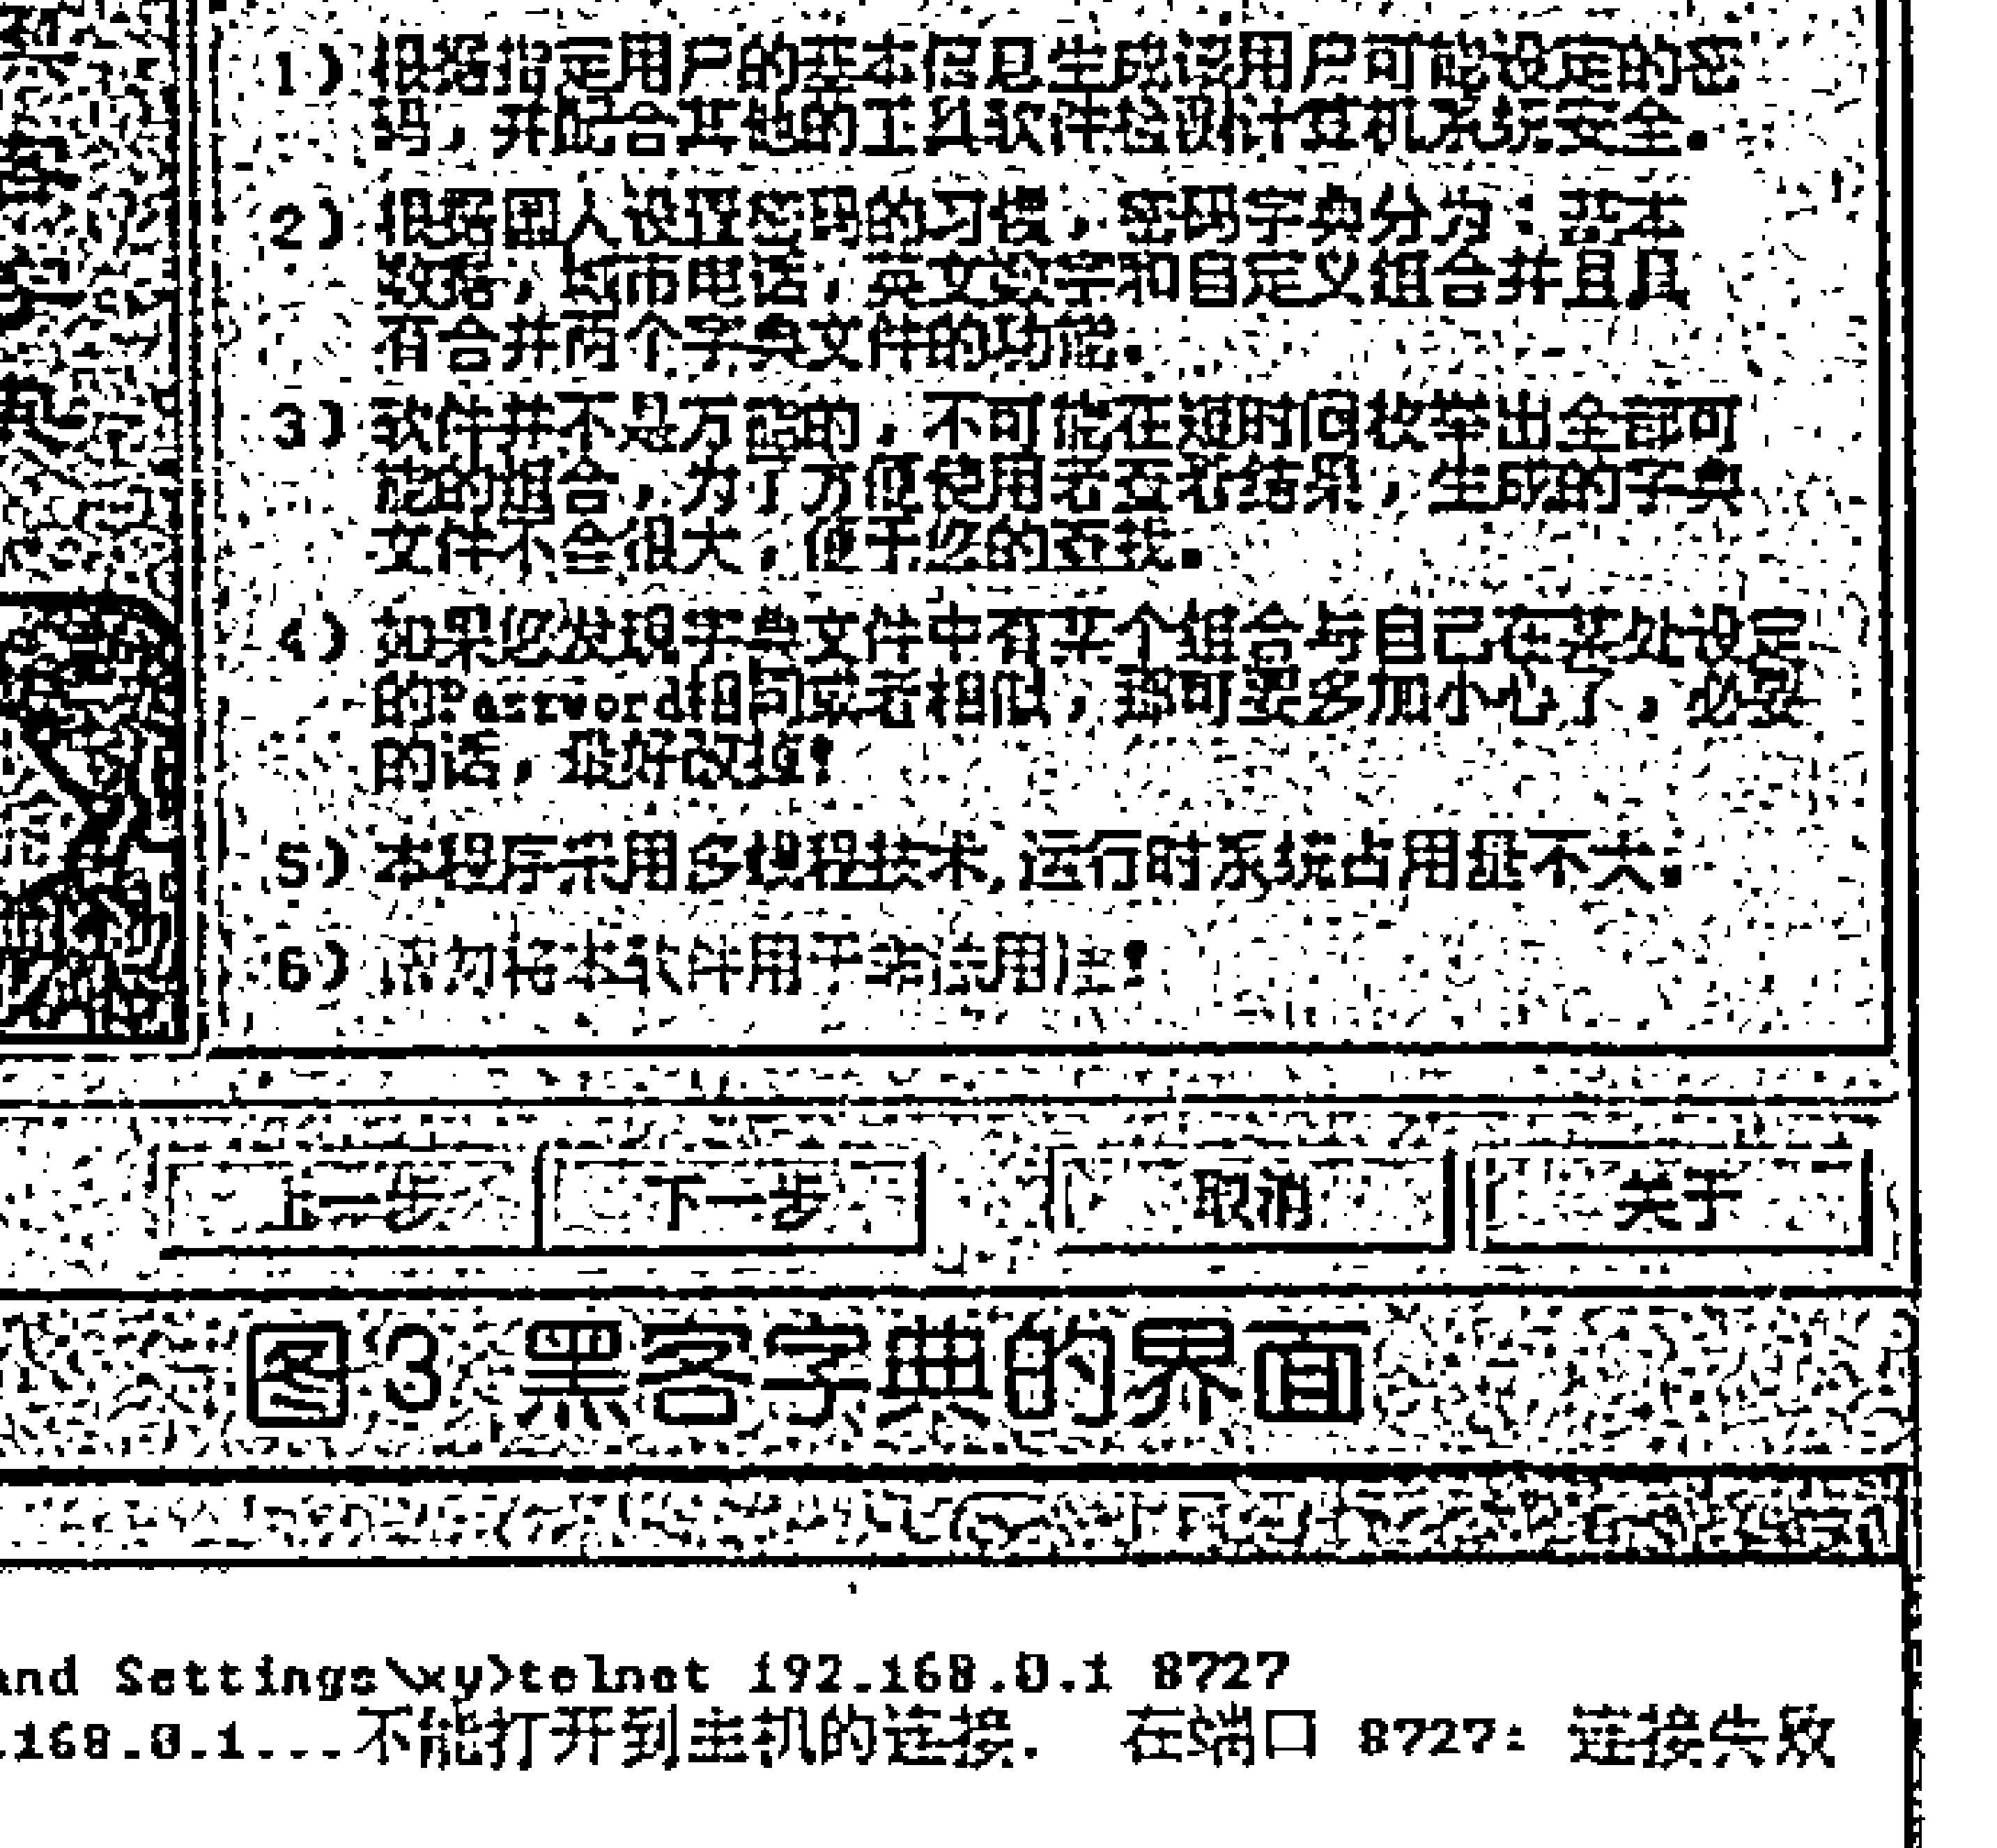 1) 根据指定用户的基本信息生成该用户可能设定的密
码，并配合其他的工具软件检测计算机系统安全.
2) 根据国人设置密码的习惯，密码字典分为：基本
数据，城市电话，英文数字和自定义组合并且具
有合并两个字典文件的功能.
3) 软件并不是万能的，不可能在短时间枚举出全部可
能的组合，为了方便使用者查看结果，生成的字典
文件不会很大，便于您的查找.
4) 如果您发现字典文件中有某个组合与自己在某处设定
的Password相同或者相似，那可要多加小心了，必要
的话，最好改掉!
5) 本程序采用多线程技术,运行时系统占用量不大.
6) 请勿将本软件用于非法用途!
上一步 下一步 取消 关于
图3 黑客字典的界面
and Settings\xy>telnet 192.168.0.1 8727
.168.0.1...不能打开到主机的连接. 在端口 8727: 连接失败